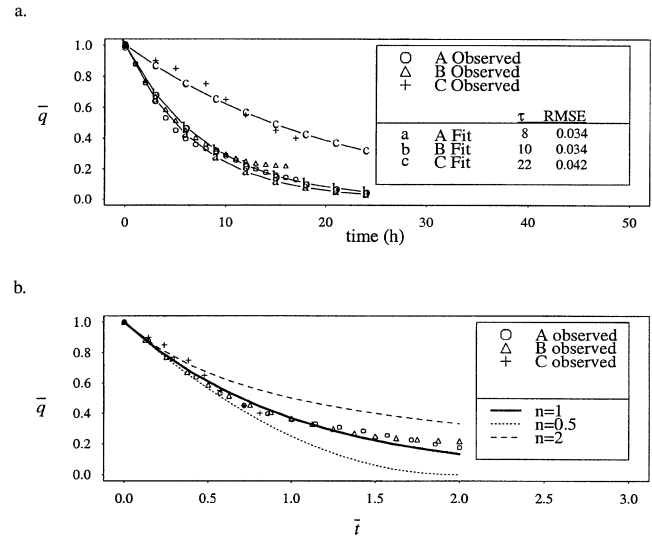 a.
A Observed
B Observed
C Observed
τ RMSE
a A Fit 8 0.034
b B Fit 10 0.034
c C Fit 22 0.042
1.0
0.8
0.6
0.4
0.2
0.0
q̅
0 10 20 30 40 50
time (h)
b.
A observed
B observed
C observed
n=1
n=0.5
n=2
1.0
0.8
0.6
0.4
0.2
0.0
q̅
0.0 0.5 1.0 1.5 2.0 2.5 3.0
t̅